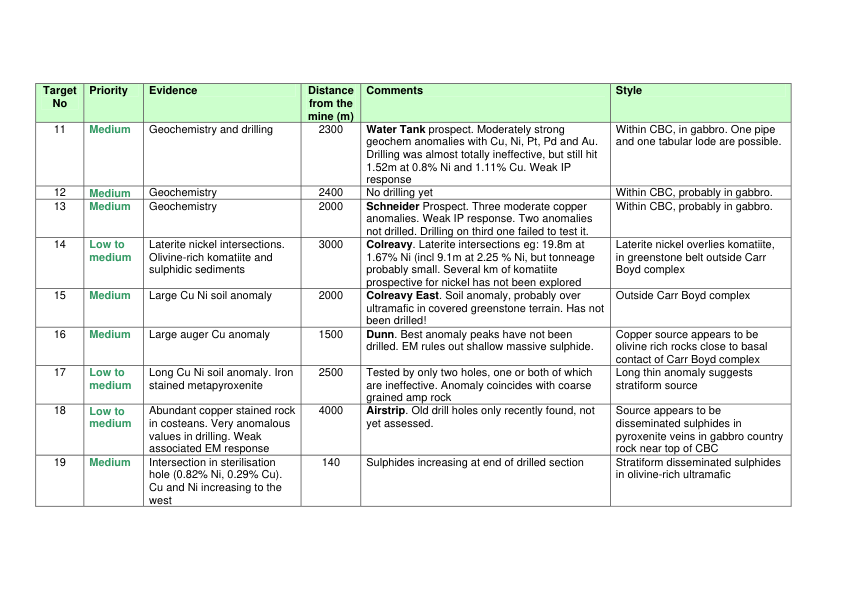 Target No
Priority
Evidence
Distance from the mine (m)
Comments
Style
11
Medium
Geochemistry and drilling
2300
Water Tank prospect. Moderately strong
geochem anomalies with Cu, Ni, Pt, Pd and Au.
Drilling was almost totally ineffective, but still hit
1.52m at 0.8% Ni and 1.11% Cu. Weak IP
response
Within CBC, in gabbro. One pipe
and one tabular lode are possible.
12
Medium
Geochemistry
2400
No drilling yet
Within CBC, probably in gabbro.
13
Medium
Geochemistry
2000
Schneider Prospect. Three moderate copper
anomalies. Weak IP response. Two anomalies
not drilled. Drilling on third one failed to test it.
Within CBC, probably in gabbro.
14
Low to
medium
Laterite nickel intersections.
Olivine-rich komatiite and
sulphidic sediments
3000
Colreavy. Laterite intersections eg: 19.8m at
1.67% Ni (incl 9.1m at 2.25 % Ni, but tonneage
probably small. Several km of komatiite
prospective for nickel has not been explored
Laterite nickel overlies komatiite,
in greenstone belt outside Carr
Boyd complex
15
Medium
Large Cu Ni soil anomaly
2000
Colreavy East. Soil anomaly, probably over
ultramafic in covered greenstone terrain. Has not
been drilled!
Outside Carr Boyd complex
16
Medium
Large auger Cu anomaly
1500
Dunn. Best anomaly peaks have not been
drilled. EM rules out shallow massive sulphide.
Copper source appears to be
olivine rich rocks close to basal
contact of Carr Boyd complex
17
Low to
medium
Long Cu Ni soil anomaly. Iron
stained metapyroxenite
2500
Tested by only two holes, one or both of which
are ineffective. Anomaly coincides with coarse
grained amp rock
Long thin anomaly suggests
stratiform source
18
Low to
medium
Abundant copper stained rock
in costeans. Very anomalous
values in drilling. Weak
associated EM response
4000
Airstrip. Old drill holes only recently found, not
yet assessed.
Source appears to be
disseminated sulphides in
pyroxenite veins in gabbro country
rock near top of CBC
19
Medium
Intersection in sterilisation
hole (0.82% Ni, 0.29% Cu).
Cu and Ni increasing to the
west
140
Sulphides increasing at end of drilled section
Stratiform disseminated sulphides
in olivine-rich ultramafic